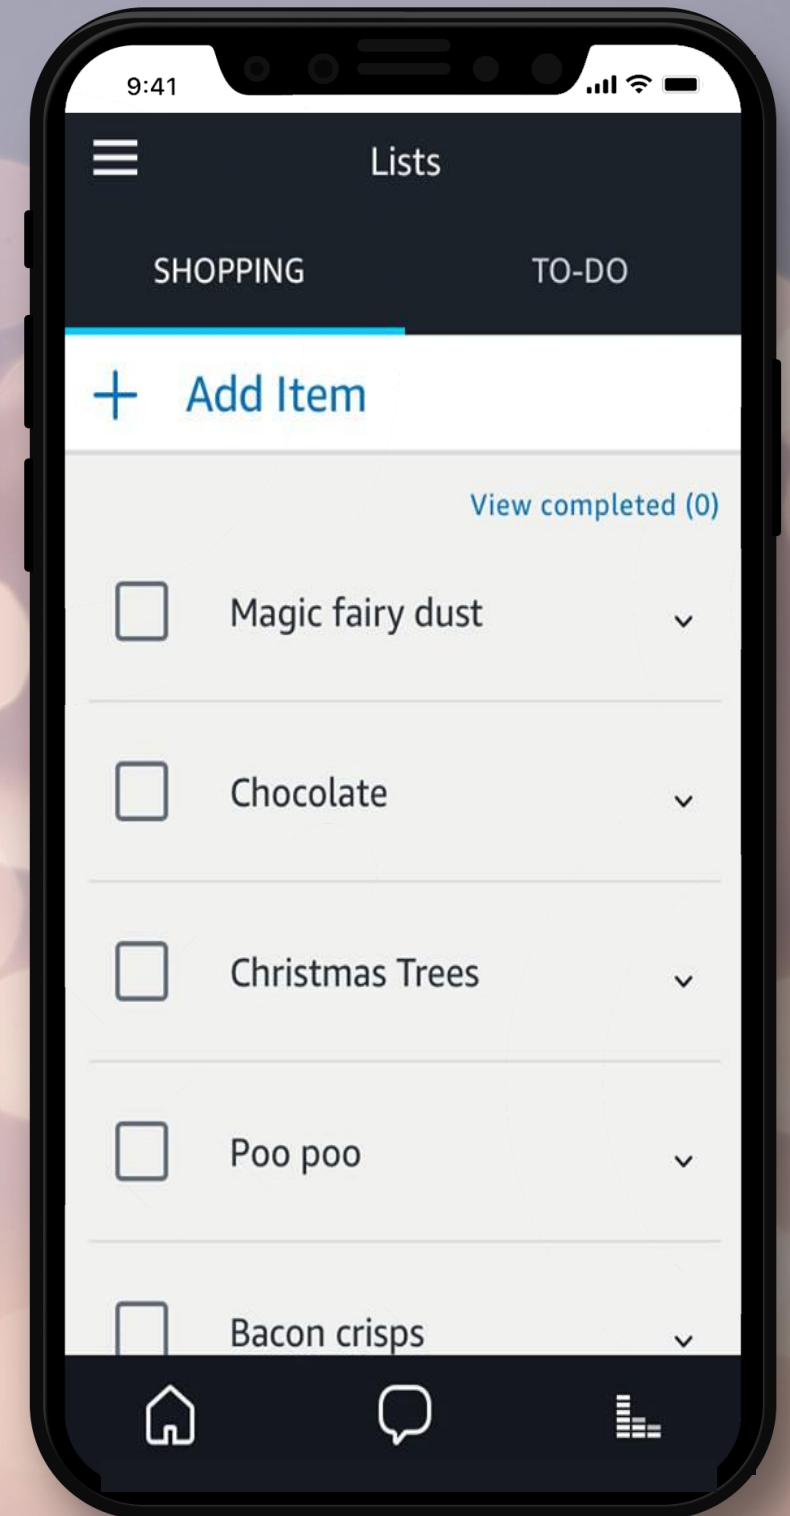 9:41
Lists
SHOPPING TO-DO
Add Item
View completed (0)
Magic fairy dust
Chocolate
Christmas Trees
Poo poo
Bacon crisps